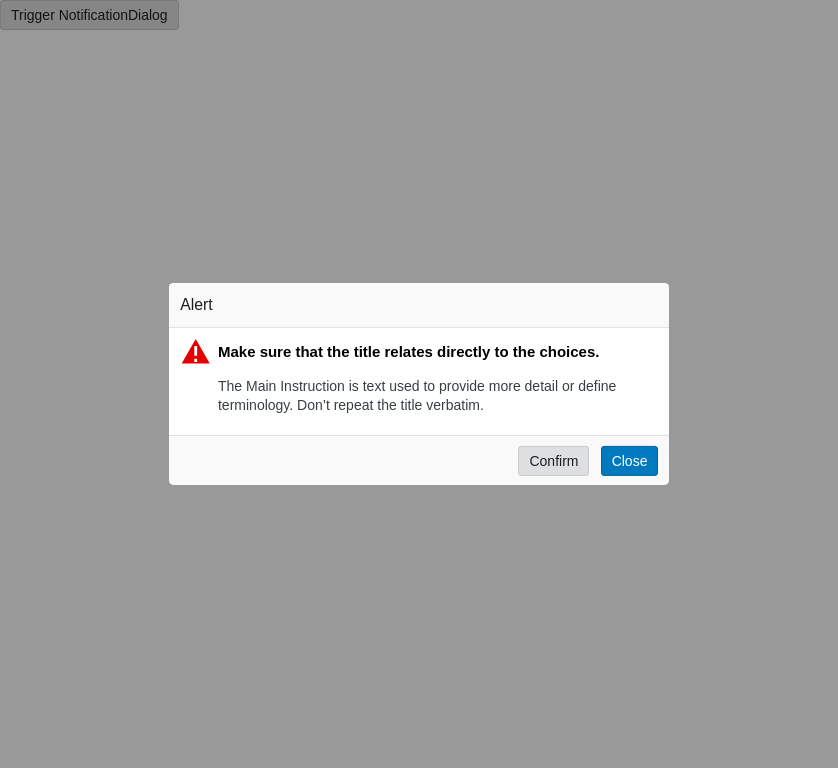 Trigger NotificationDialog
Alert
Make sure that the title relates directly to the choices.
The Main Instruction is text used to provide more detail or define
terminology. Don’t repeat the title verbatim.
Confirm
Close